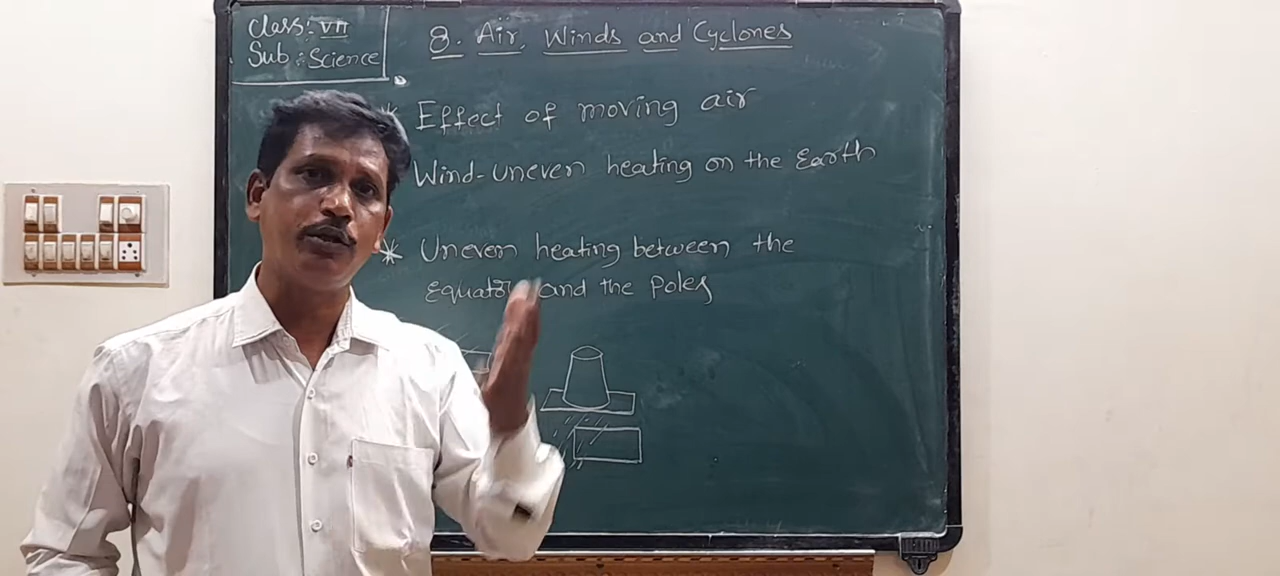 Class: VII
Sub : Science
8. Air, Winds and Cyclones
* Effect of moving air
Wind-uneven heating on the Earth
* Uneven heating between the
and the Poles